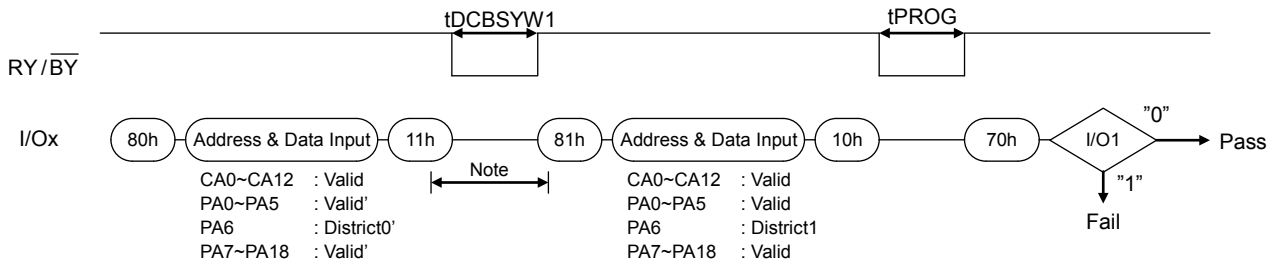 tDCBSYW1
tPROG
RY/BY
I/Ox
80h
Address & Data Input
11h
81h
Address & Data Input
10h
70h
I/O1
"0"
Pass
Note
"1"
Fail
CA0~CA12 : Valid
PA0~PA5 : Valid'
PA6 : District0'
PA7~PA18 : Valid'
CA0~CA12 : Valid
PA0~PA5 : Valid
PA6 : District1
PA7~PA18 : Valid